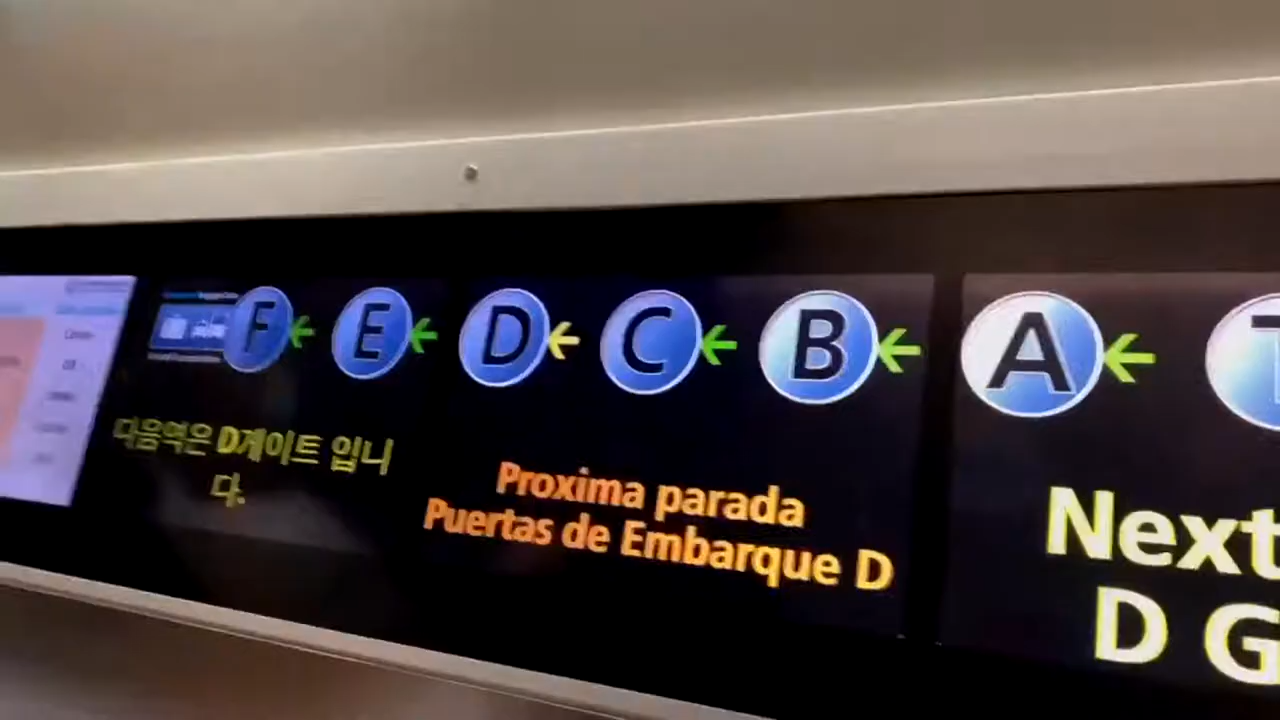 F
E
D
C
B
A
T
다음역은 D게이트 입니
다.
Proxima parada
Puertas de Embarque D
Next
D G